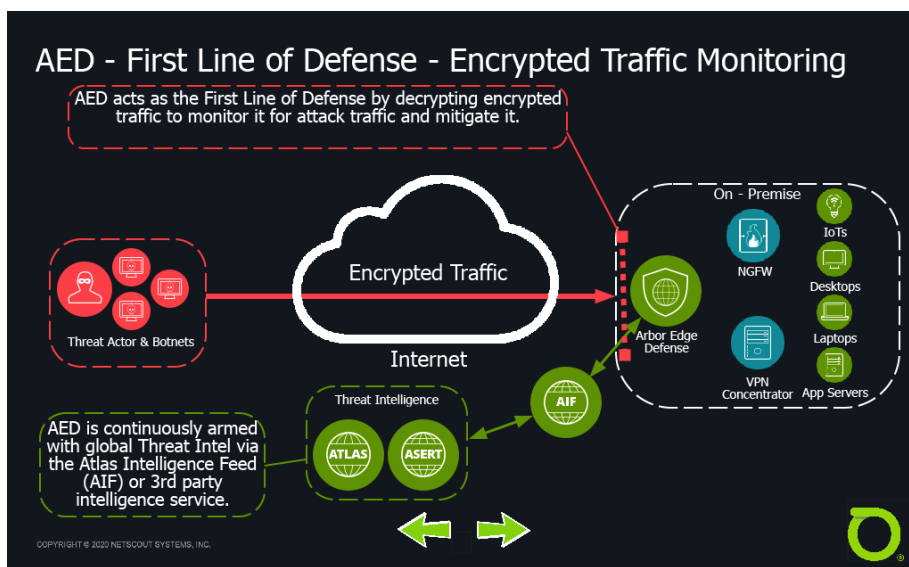 AED - First Line of Defense - Encrypted Traffic Monitoring
AED acts as the First Line of Defense by decrypting encrypted
traffic to monitor it for attack traffic and mitigate it.
On - Premise
IoTs
NGFW
Encrypted Traffic
Desktops
Threat Actor & Botnets
Arbor Edge
Defense
Laptops
Internet
VPN
Concentrator
App Servers
Threat Intelligence
AIF
ATLAS
ASERT
AED is continuously armed
with global Threat Intel via
the Atlas Intelligence Feed
(AIF) or 3rd party
intelligence service.
COPYRIGHT © 2020 NETSCOUT SYSTEMS, INC.
®